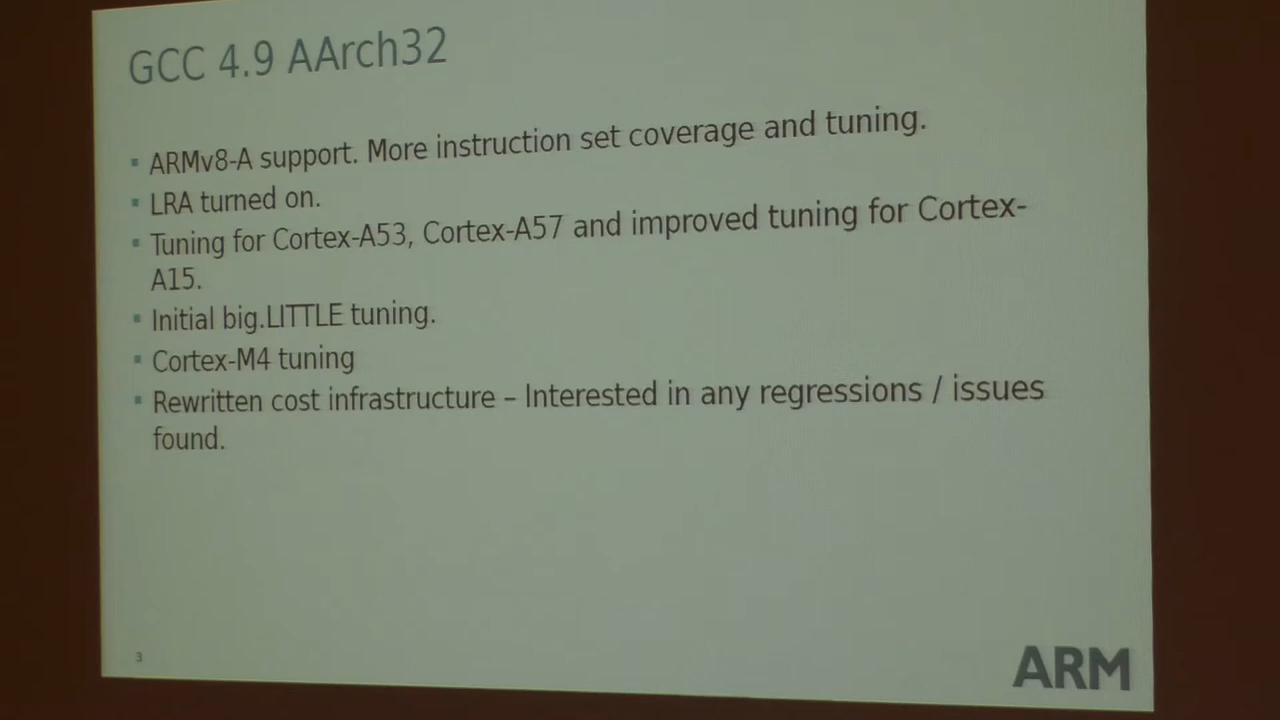 GCC 4.9 AArch32
▪ ARMv8-A support. More instruction set coverage and tuning.
▪ LRA turned on.
▪ Tuning for Cortex-A53, Cortex-A57 and improved tuning for Cortex-
A15.
▪ Initial big.LITTLE tuning.
▪ Cortex-M4 tuning
▪ Rewritten cost infrastructure – Interested in any regressions / issues
found.
3
ARM